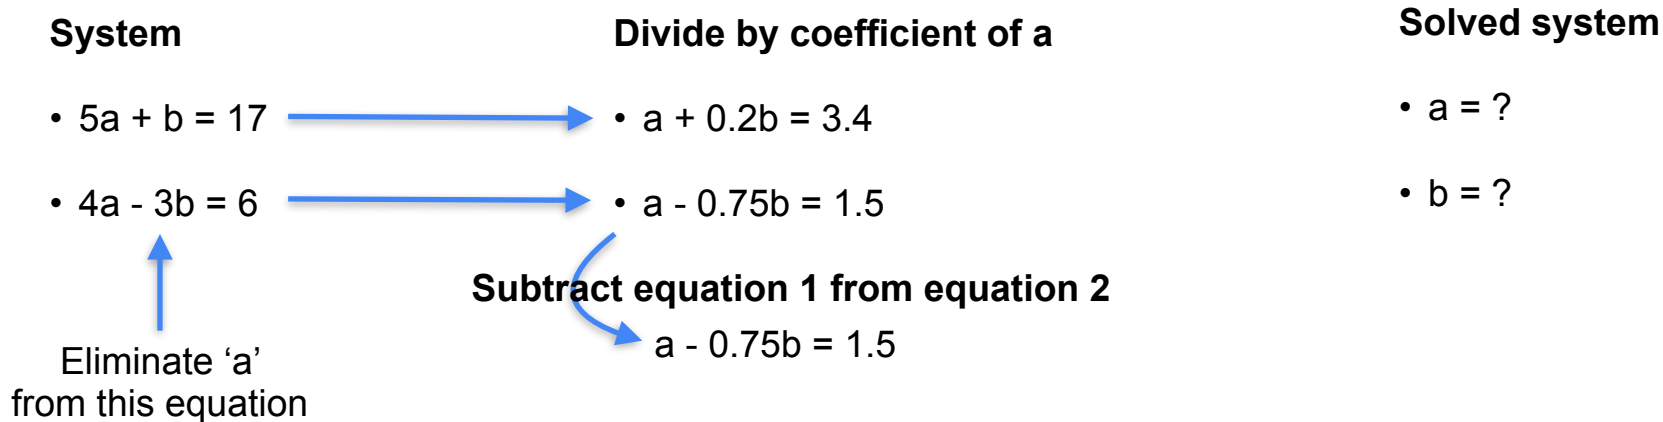 System
• 5a + b = 17
• 4a - 3b = 6
Eliminate ‘a’
from this equation
Divide by coefficient of a
• a + 0.2b = 3.4
• a - 0.75b = 1.5
Subtract equation 1 from equation 2
a - 0.75b = 1.5
Solved system
• a = ?
• b = ?